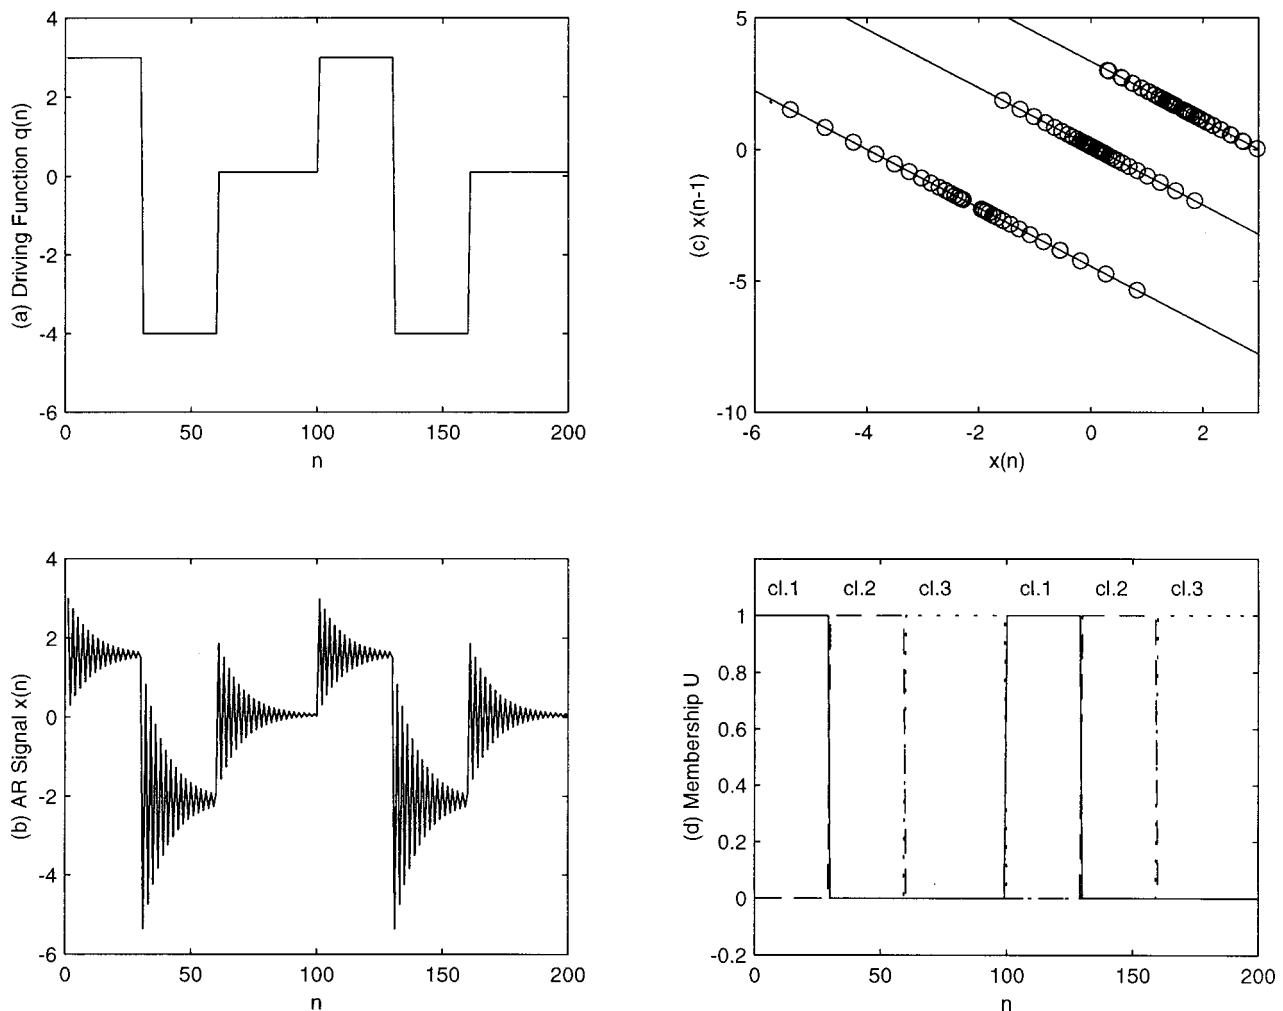 4
2
0
-2
-4
-6
0 50 100 150 200
n
(a) Driving Function q(n)
5
0
-5
-10
-6 -4 -2 0 2
x(n)
(c) x(n-1)
4
2
0
-2
-4
-6
0 50 100 150 200
n
(b) AR Signal x(n)
cl.1 cl.2 cl.3 cl.1 cl.2 cl.3
1
0.8
0.6
0.4
0.2
0
-0.2
0 50 100 150 200
n
(d) Membership U